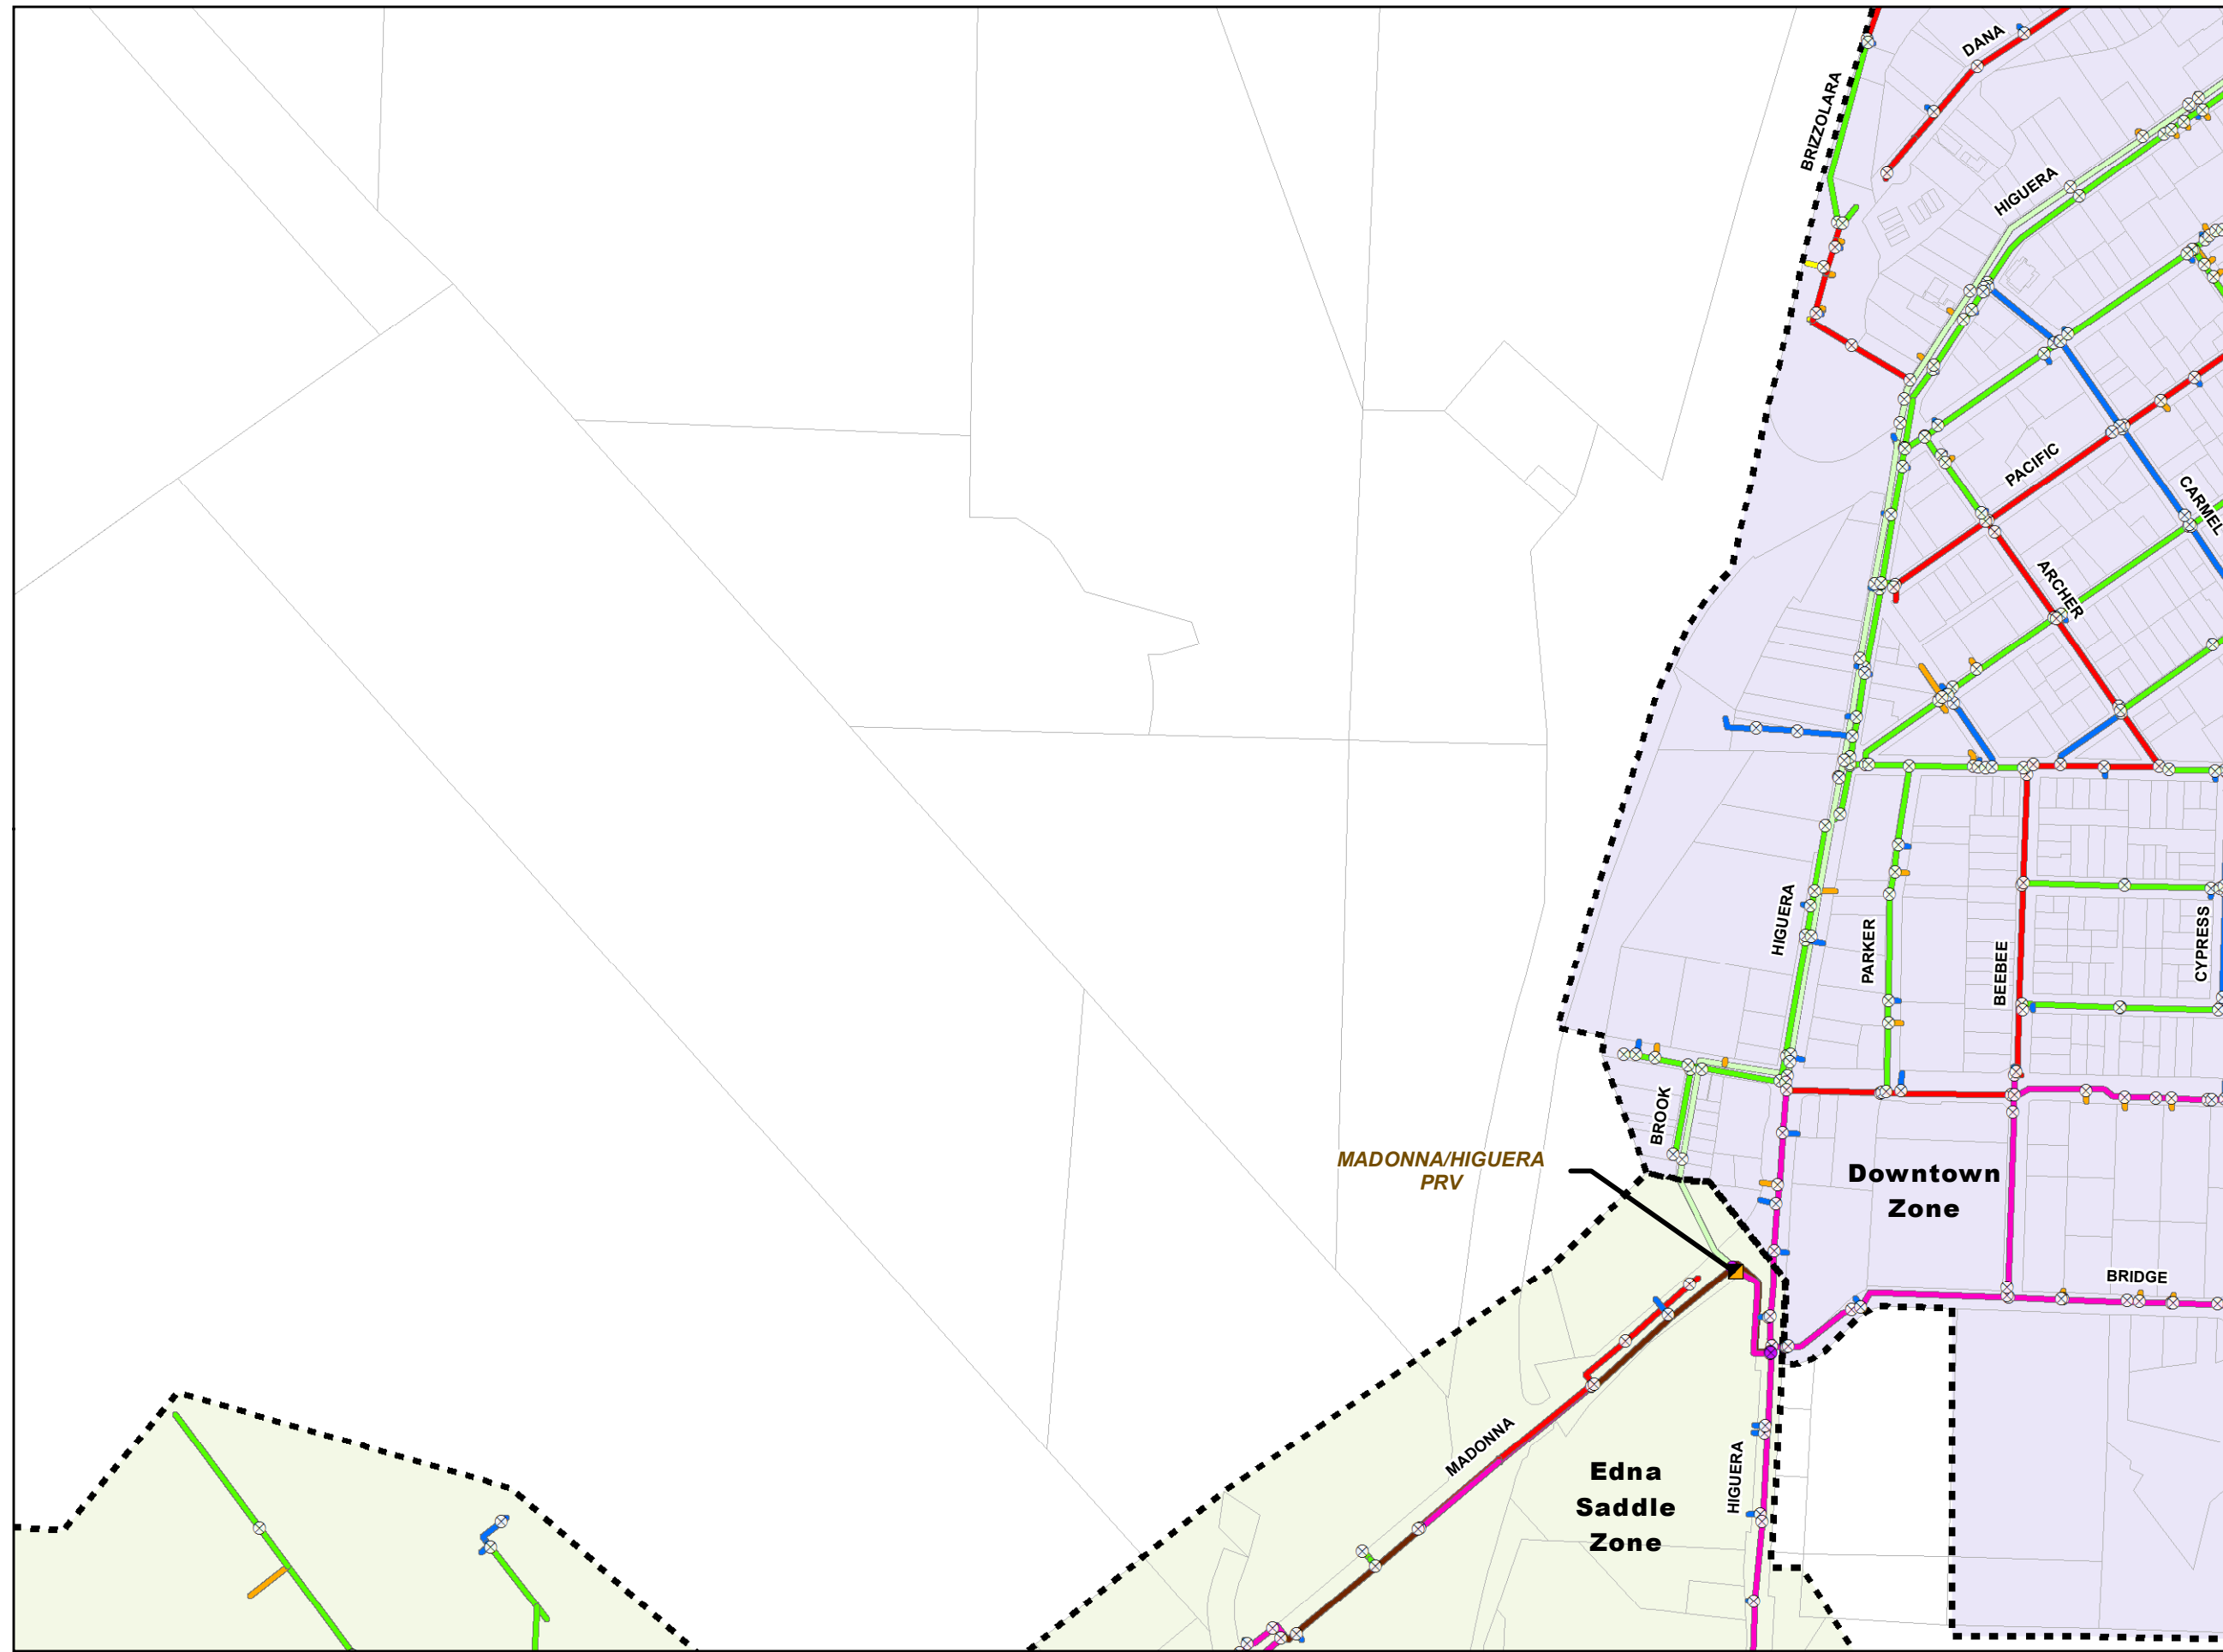 DANA
BRIZZOLARA
HIGUERA
PACIFIC
CARMEL
ARCHER
HIGUERA
PARKER
BEEBEE
CYPRESS
BROOK
MADONNA/HIGUERA
PRV
Downtown
Zone
BRIDGE
MADONNA
HIGUERA
Edna
Saddle
Zone